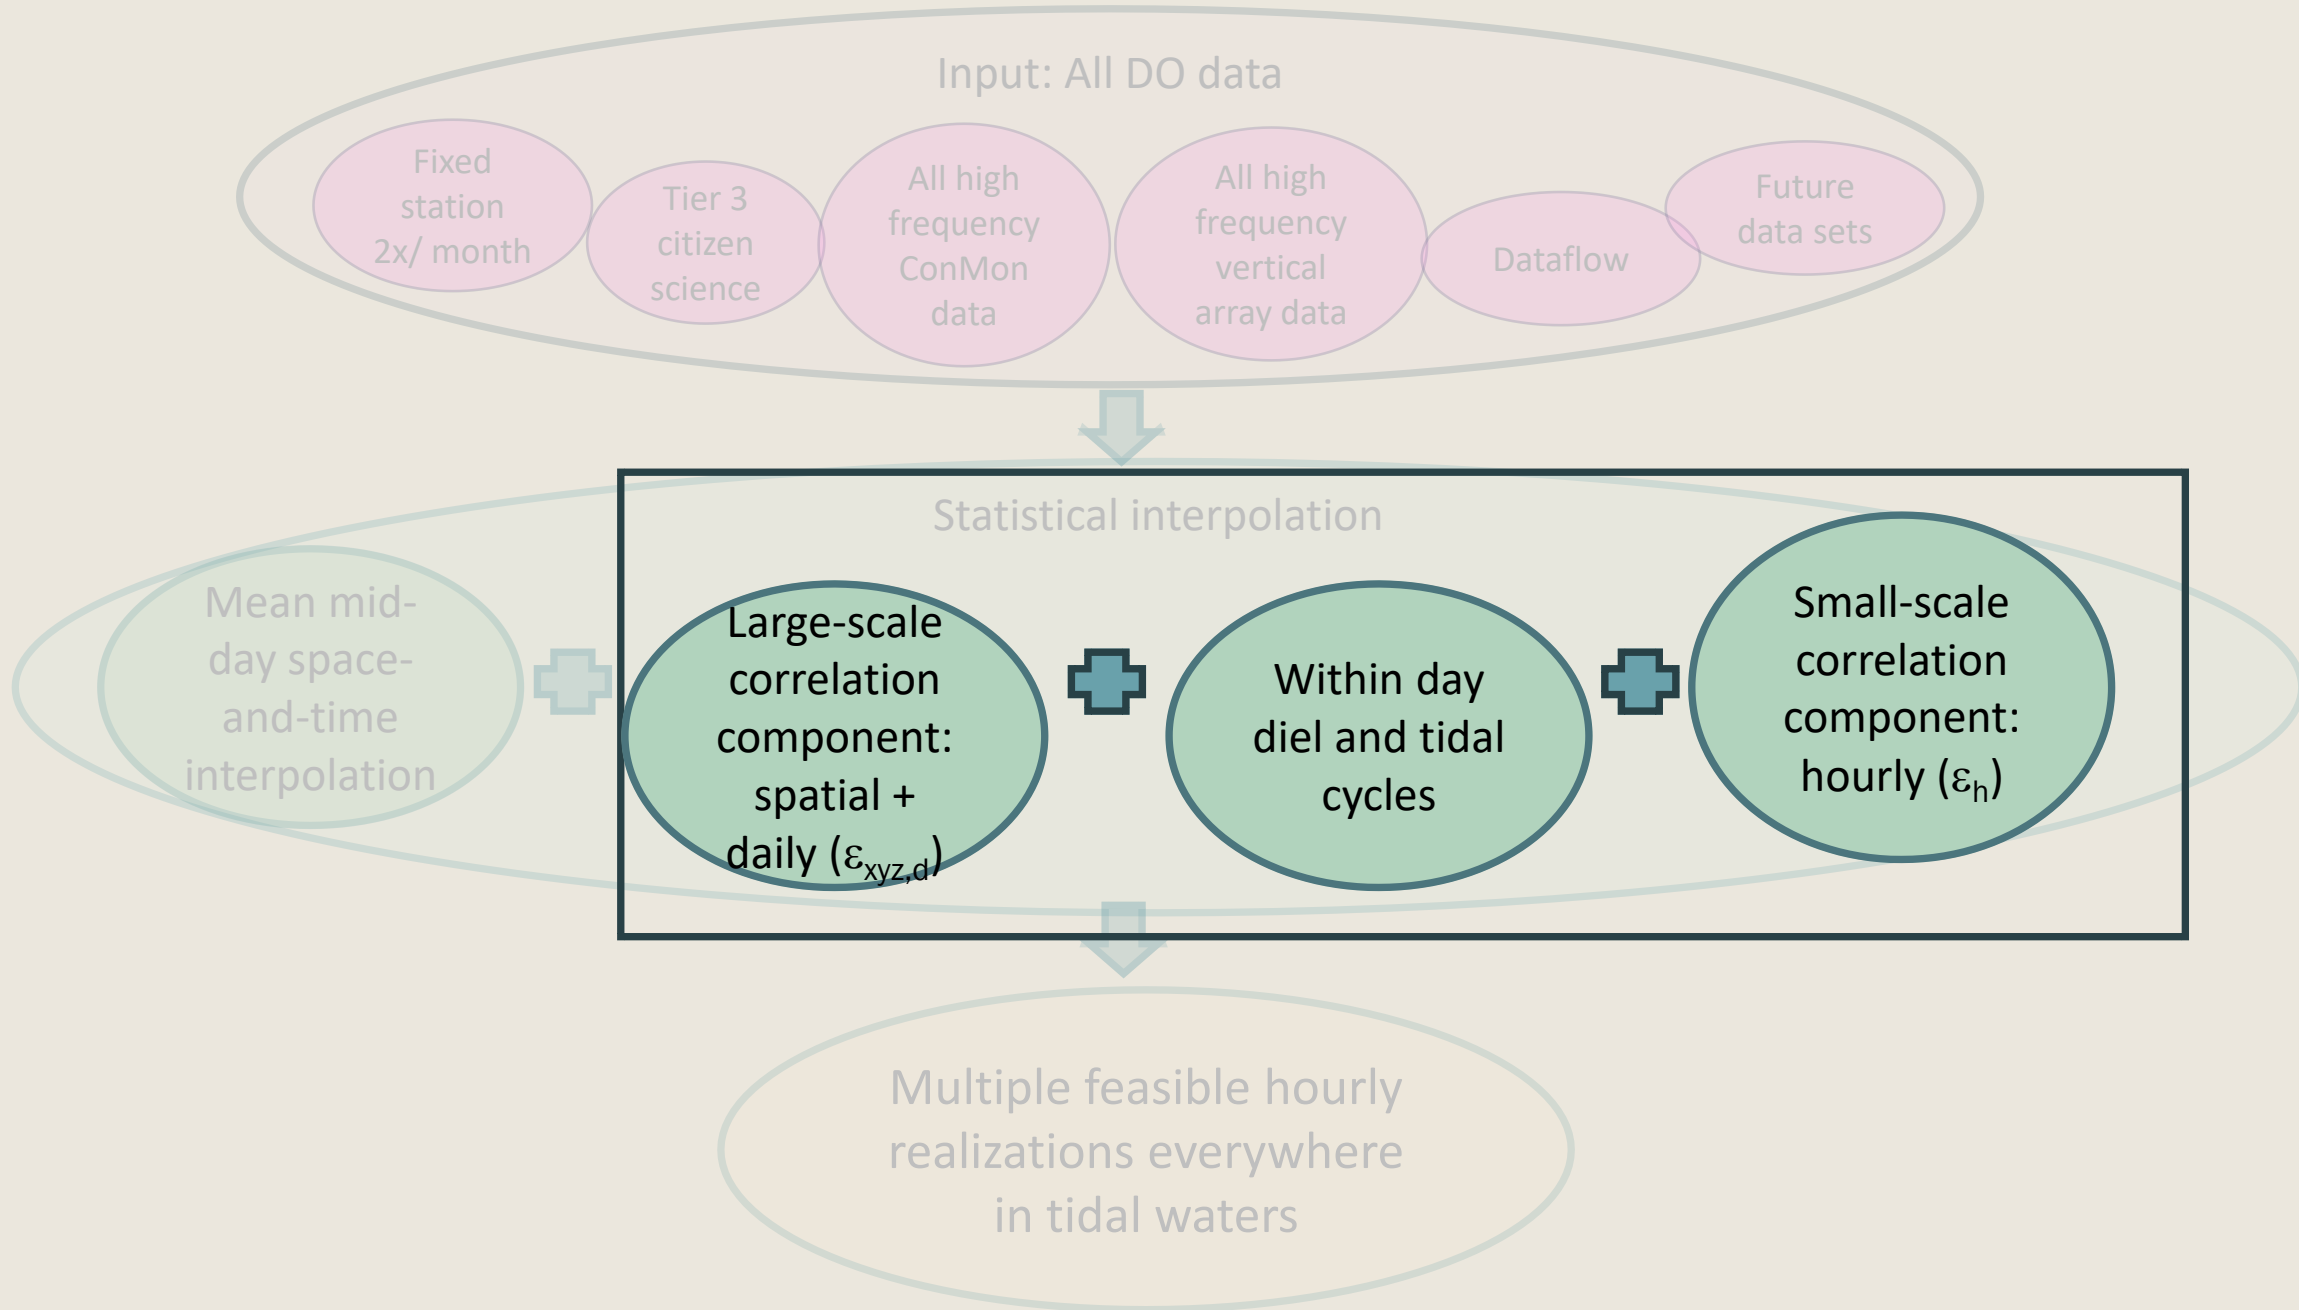 Input: All DO data
Fixed
station
2x/ month
Tier 3
citizen
science
All high
frequency
ConMon
data
All high
frequency
vertical
array data
Dataflow
Future
data sets
Statistical interpolation
Mean mid-
day space-
and-time
interpolation
Large-scale
correlation
component:
spatial +
daily (ε_xyz,d)
Within day
diel and tidal
cycles
Small-scale
correlation
component:
hourly (ε_h)
Multiple feasible hourly
realizations everywhere
in tidal waters